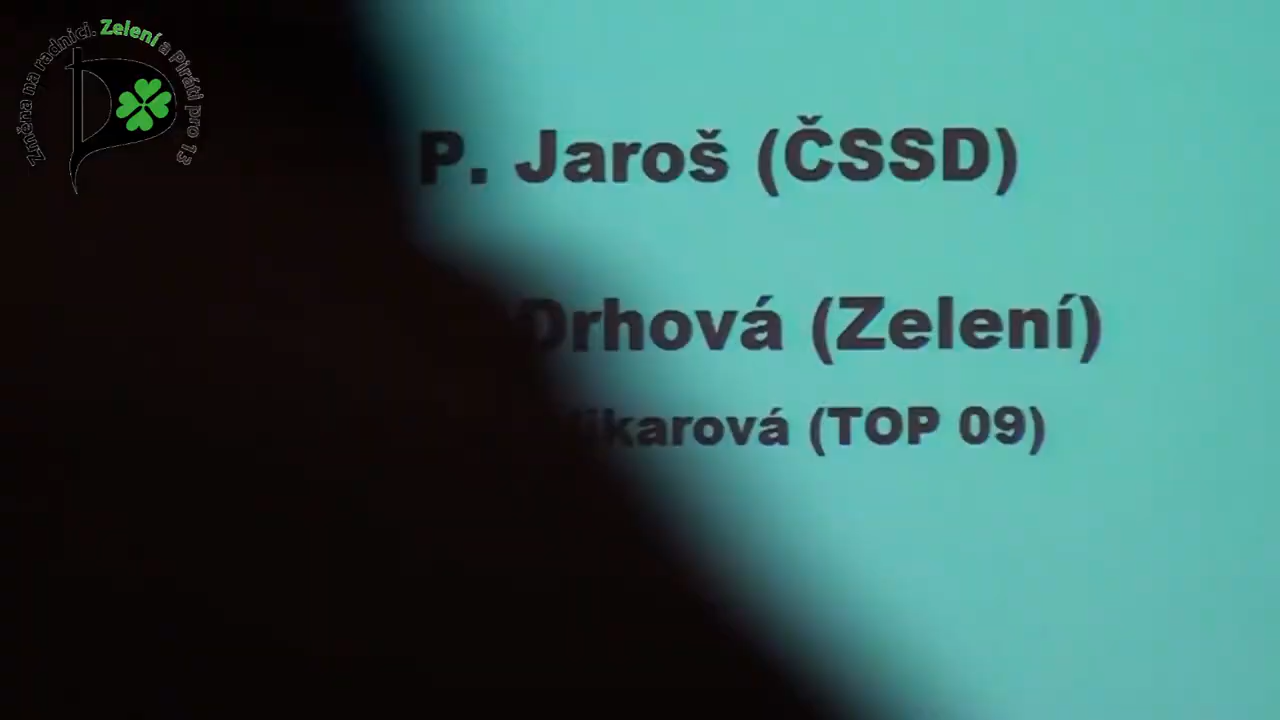 Změna na radnici. Zelení a Piráti pro 13
P. Jaroš (ČSSD)
Drhová (Zelení)
(TOP 09)